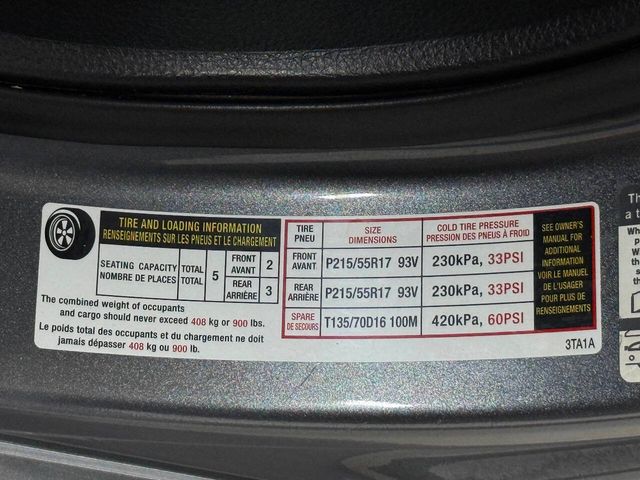 TIRE AND LOADING INFORMATION
RENSEIGNEMENTS SUR LES PNEUS ET LE CHARGEMENT
SEATING CAPACITY TOTAL 5 FRONT AVANT 2
NOMBRE DE PLACES TOTAL REAR ARRIÈRE 3
The combined weight of occupants
and cargo should never exceed 408 kg or 900 lbs.
Le poids total des occupants et du chargement ne doit
jamais dépasser 408 kg ou 900 lb.
TIRE PNEU SIZE DIMENSIONS COLD TIRE PRESSURE PRESSION DES PNEUS À FROID
FRONT AVANT P215/55R17 93V 230kPa, 33PSI
REAR ARRIÈRE P215/55R17 93V 230kPa, 33PSI
SPARE DE SECOURS T135/70D16 100M 420kPa, 60PSI
SEE OWNER'S
MANUAL FOR
ADDITIONAL
INFORMATION
VOIR LE MANUEL
DE L'USAGER
POUR PLUS DE
RENSEIGNEMENTS
3TA1A